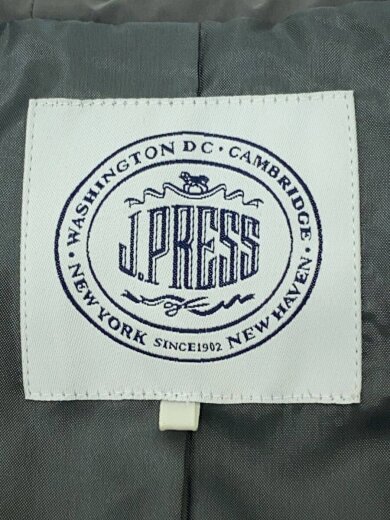 WASHINGTON DC · CAMBRIDGE ·
J.PRESS
· NEW YORK SINCE1902 NEW HAVEN ·